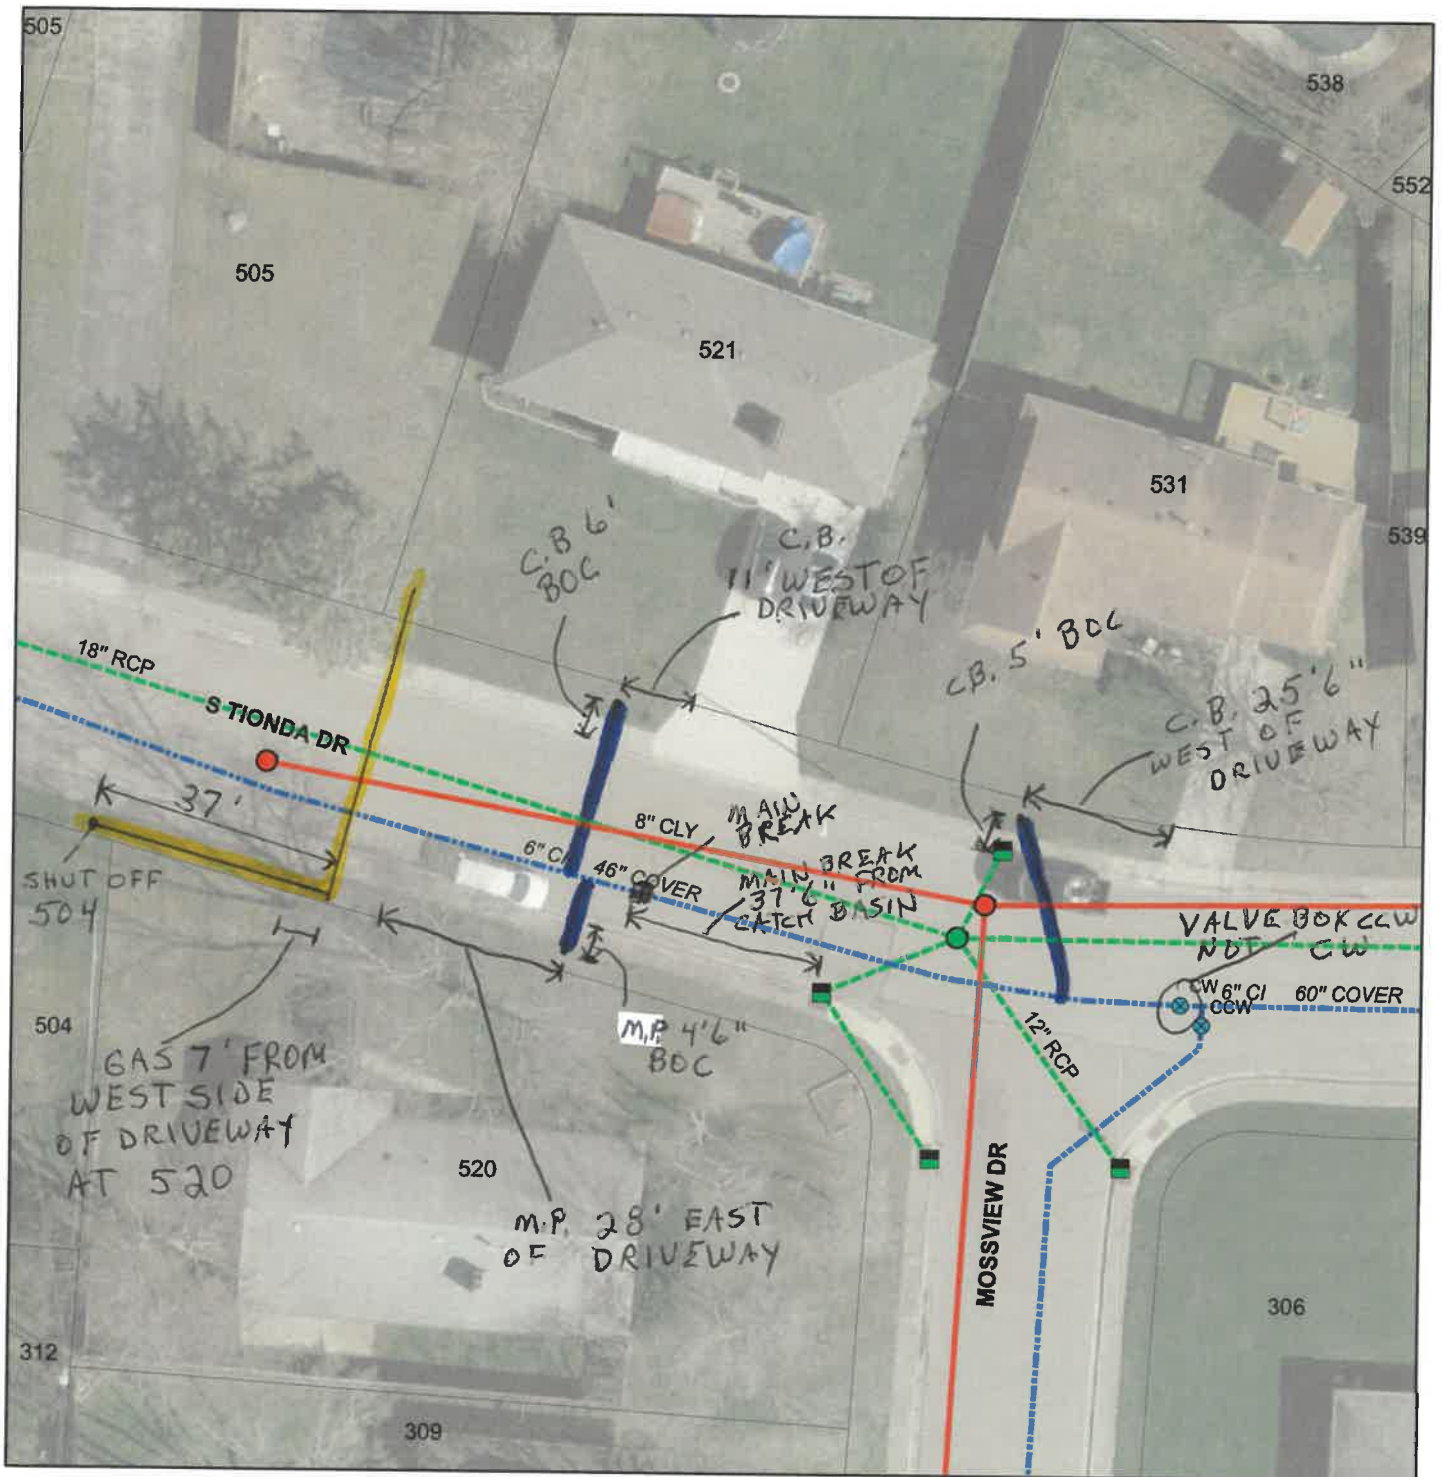 505
538
552
505
521
531
539
C.B 6'
BOC
C.B.
11' WEST OF
DRIVEWAY
C.B. 5' BOC
C.B. 25'6"
WEST OF
DRIVEWAY
18" RCP
S TIONDA DR
37'
8" CLY
MAIN
BREAK
6" CI
46" COVER
MAIN BREAK
37'6" FROM
CATCH BASIN
SHUT OFF
504
VALVE BOX CCW
NOT CW
CW
CCW
6" CI
60" COVER
504
M.P. 4'6"
BOC
12" RCP
GAS 7' FROM
WEST SIDE
OF DRIVEWAY
AT 520
520
M.P. 28' EAST
OF DRIVEWAY
MOSSVIEW DR
306
312
309